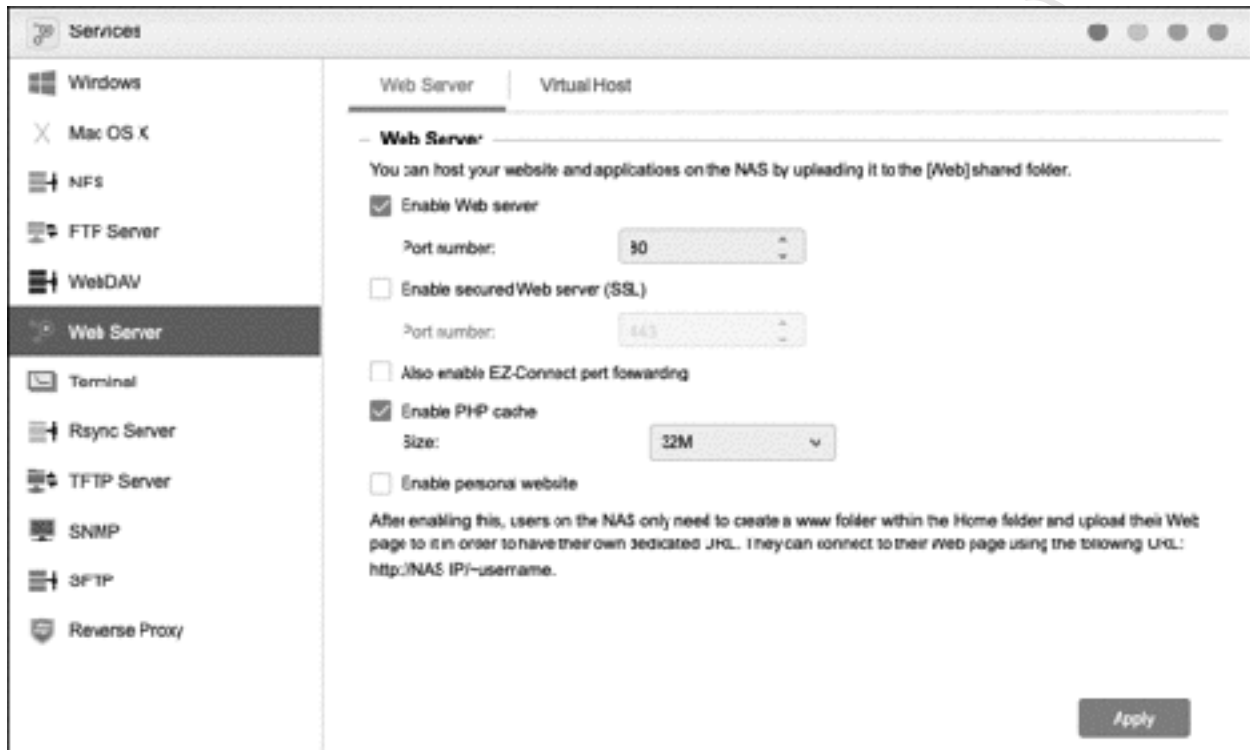 Services
Windows
Mac OS X
NFS
FTP Server
WebDAV
Web Server
Terminal
Rsync Server
TFTP Server
SNMP
SFTP
Reverse Proxy
Web Server
Virtual Host
Web Server
You can host your website and applications on the NAS by uploading it to the [Web] shared folder.
Enable Web server
Port number: 80
Enable secured Web server (SSL)
Port number: 443
Also enable EZ-Connect port forwarding
Enable PHP cache
Size: 32M
Enable personal website
After enabling this, users on the NAS only need to create a www folder within the Home folder and upload their Web
page to it in order to have their own dedicated URL. They can connect to their Web page using the following URL:
http://NAS IP/~username.
Apply